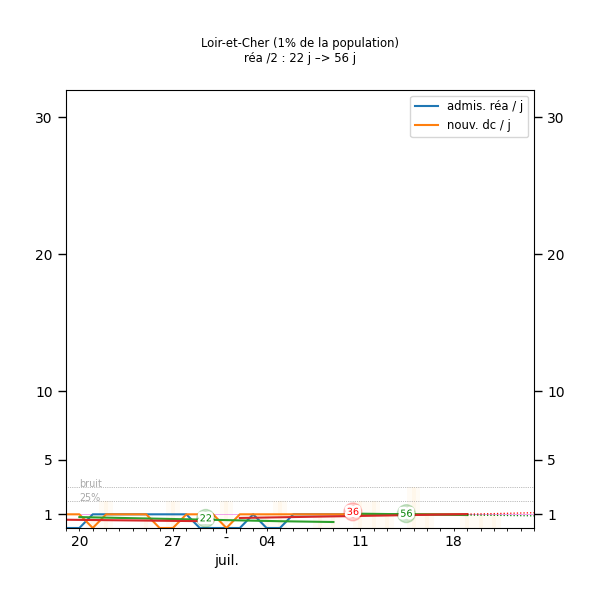 Loir-et-Cher (1% de la population)
réa /2 : 22 j –> 56 j
admis. réa / j
nouv. dc / j
30 30
20 20
10 10
5 5
bruit
25%
1 22 36 56 1
20 27 - 04 11 18
juil.